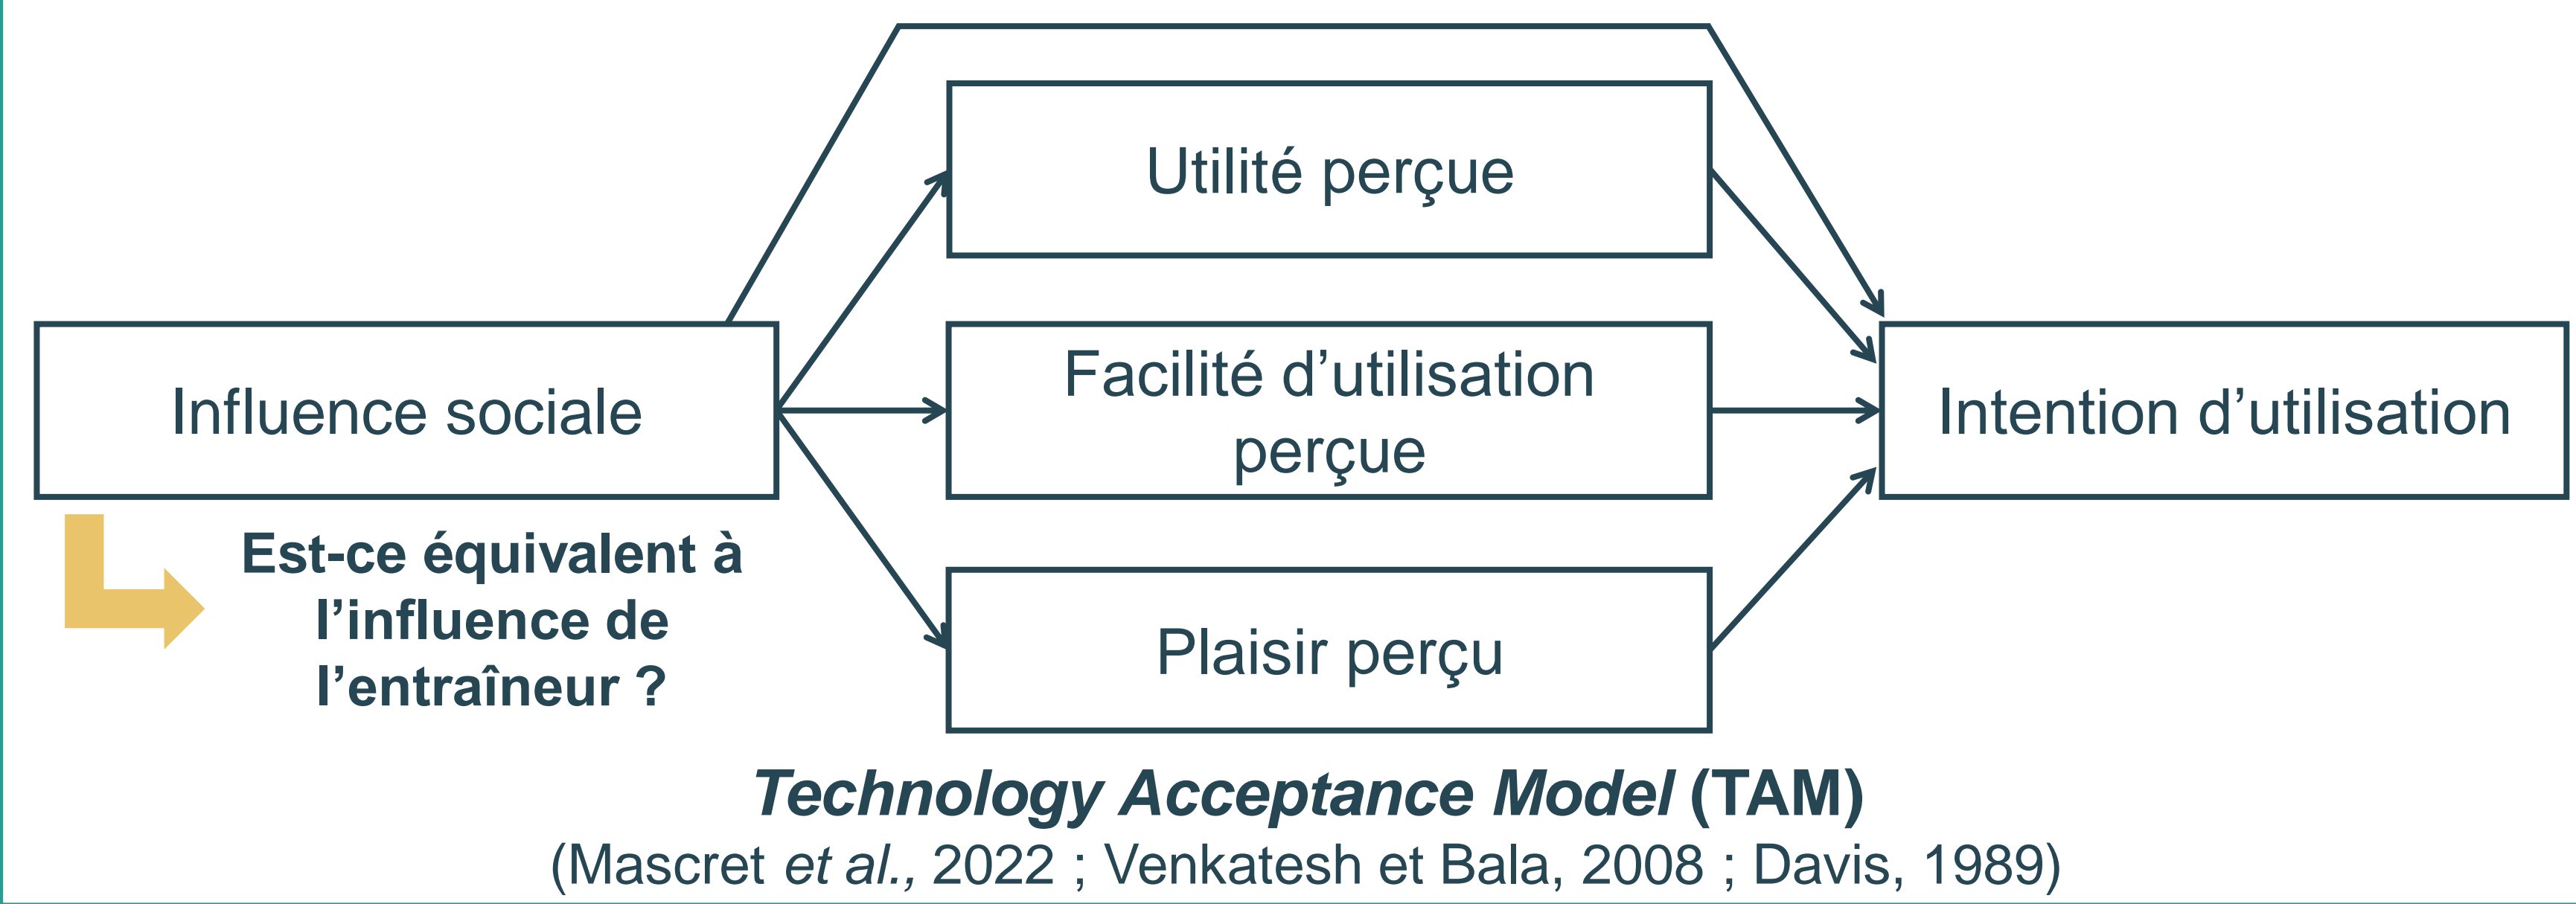 Utilité perçue
Influence sociale
Facilité d’utilisation
perçue
Intention d’utilisation
Est-ce équivalent à
l’influence de
l’entraîneur ?
Plaisir perçu
Technology Acceptance Model (TAM)
(Mascret et al., 2022 ; Venkatesh et Bala, 2008 ; Davis, 1989)